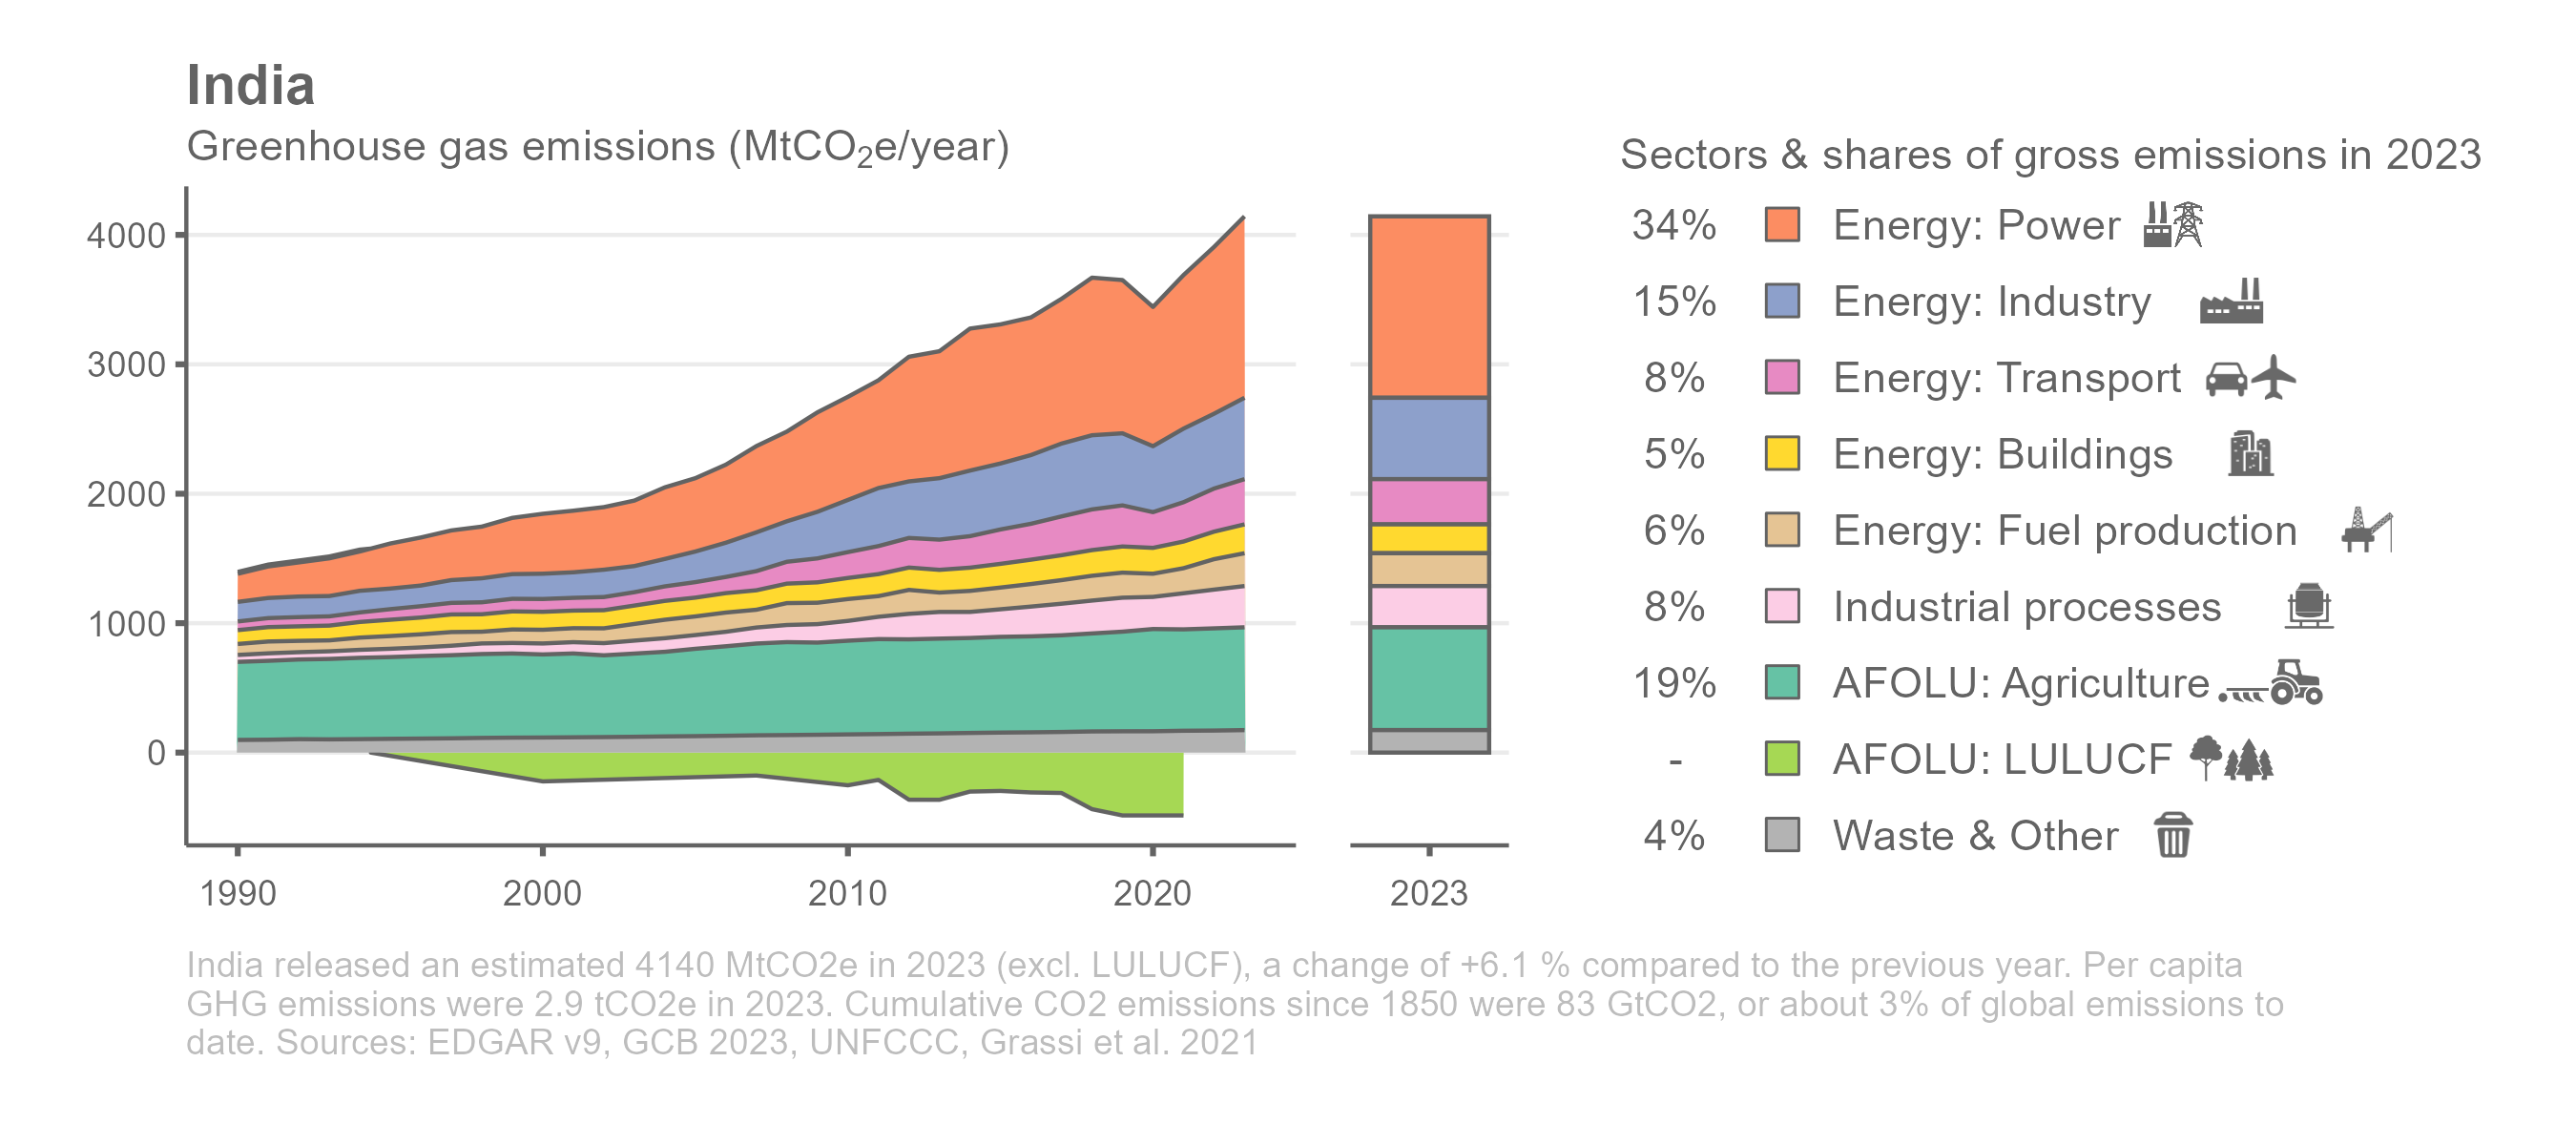 India
Greenhouse gas emissions (MtCO₂e/year)
4000
3000
2000
1000
0
1990 2000 2010 2020 2023
Sectors & shares of gross emissions in 2023
34% Energy: Power
15% Energy: Industry
8% Energy: Transport
5% Energy: Buildings
6% Energy: Fuel production
8% Industrial processes
19% AFOLU: Agriculture
- AFOLU: LULUCF
4% Waste & Other
India released an estimated 4140 MtCO2e in 2023 (excl. LULUCF), a change of +6.1 % compared to the previous year. Per capita
GHG emissions were 2.9 tCO2e in 2023. Cumulative CO2 emissions since 1850 were 83 GtCO2, or about 3% of global emissions to
date. Sources: EDGAR v9, GCB 2023, UNFCCC, Grassi et al. 2021